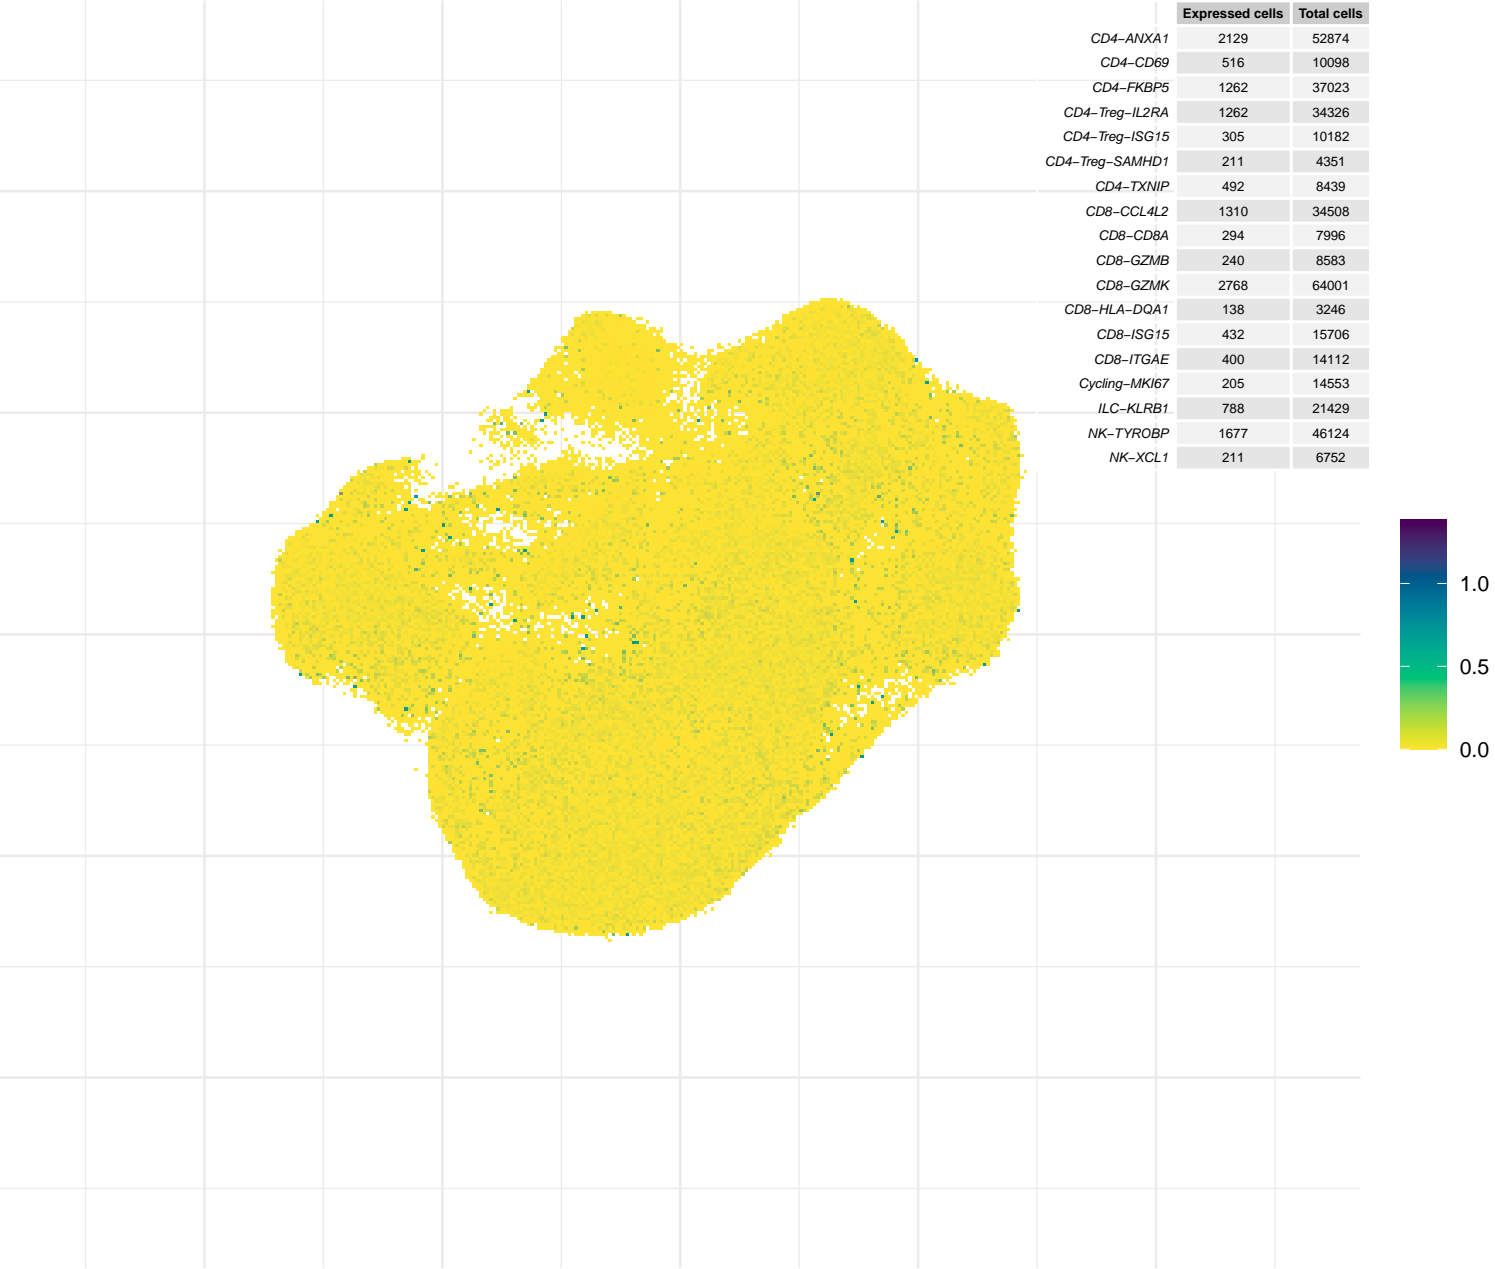 Expressed cells Total cells
CD4−ANXA1 2129 52874
CD4−CD69 516 10098
CD4−FKBP5 1262 37023
CD4−Treg−IL2RA 1262 34326
CD4−Treg−ISG15 305 10182
CD4−Treg−SAMHD1 211 4351
CD4−TXNIP 492 8439
CD8−CCL4L2 1310 34508
CD8−CD8A 294 7996
CD8−GZMB 240 8583
CD8−GZMK 2768 64001
CD8−HLA−DQA1 138 3246
CD8−ISG15 432 15706
CD8−ITGAE 400 14112
Cycling−MKI67 205 14553
ILC−KLRB1 788 21429
NK−TYROBP 1677 46124
NK−XCL1 211 6752
1.0
0.5
0.0